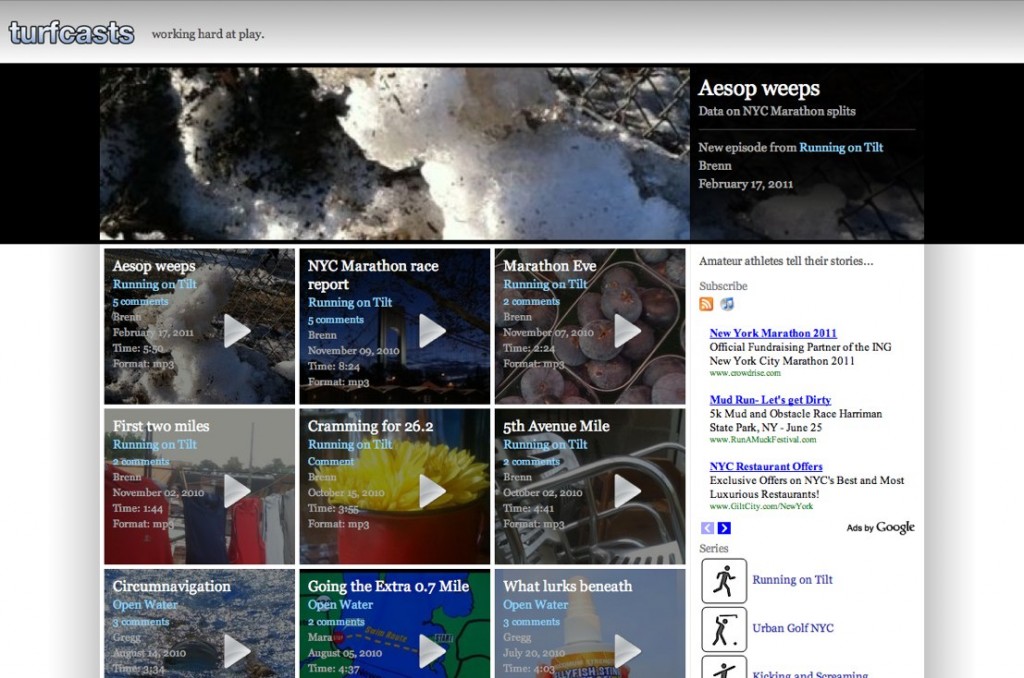 turfcasts
working hard at play.
Aesop weeps
Data on NYC Marathon splits
New episode from Running on Tilt
Brenn
February 17, 2011
Aesop weeps
Running on Tilt
5 comments
Brenn
February 17, 2011
Time: 5:50
Format: mp3
NYC Marathon race
report
Running on Tilt
5 comments
Brenn
November 09, 2010
Time: 8:24
Format: mp3
Marathon Eve
Running on Tilt
2 comments
Brenn
November 07, 2010
Time: 2:24
Format: mp3
First two miles
Running on Tilt
2 comments
Brenn
November 02, 2010
Time: 1:44
Format: mp3
Cramming for 26.2
Running on Tilt
Comment
Brenn
October 15, 2010
Time: 3:55
Format: mp3
5th Avenue Mile
Running on Tilt
2 comments
Brenn
October 02, 2010
Time: 4:41
Format: mp3
Circumnavigation
Open Water
3 comments
Gregg
August 14, 2010
Time: 3:34
Going the Extra 0.7 Mile
Open Water
2 comments
Mara
August 05, 2010
Time: 4:37
Swim Route
What lurks beneath
Open Water
3 comments
Gregg
July 20, 2010
Time: 4:03
JELLYFISH STING
Amateur athletes tell their stories...
Subscribe
New York Marathon 2011
Official Fundraising Partner of the ING
New York City Marathon 2011
www.crowdrise.com
Mud Run- Let's get Dirty
5k Mud and Obstacle Race Harriman
State Park, NY - June 25
www.RunAMuckFestival.com
NYC Restaurant Offers
Exclusive Offers on NYC's Best and Most
Luxurious Restaurants!
www.GiltCity.com/NewYork
Ads by Google
Series
Running on Tilt
Urban Golf NYC
Kicking and Screaming